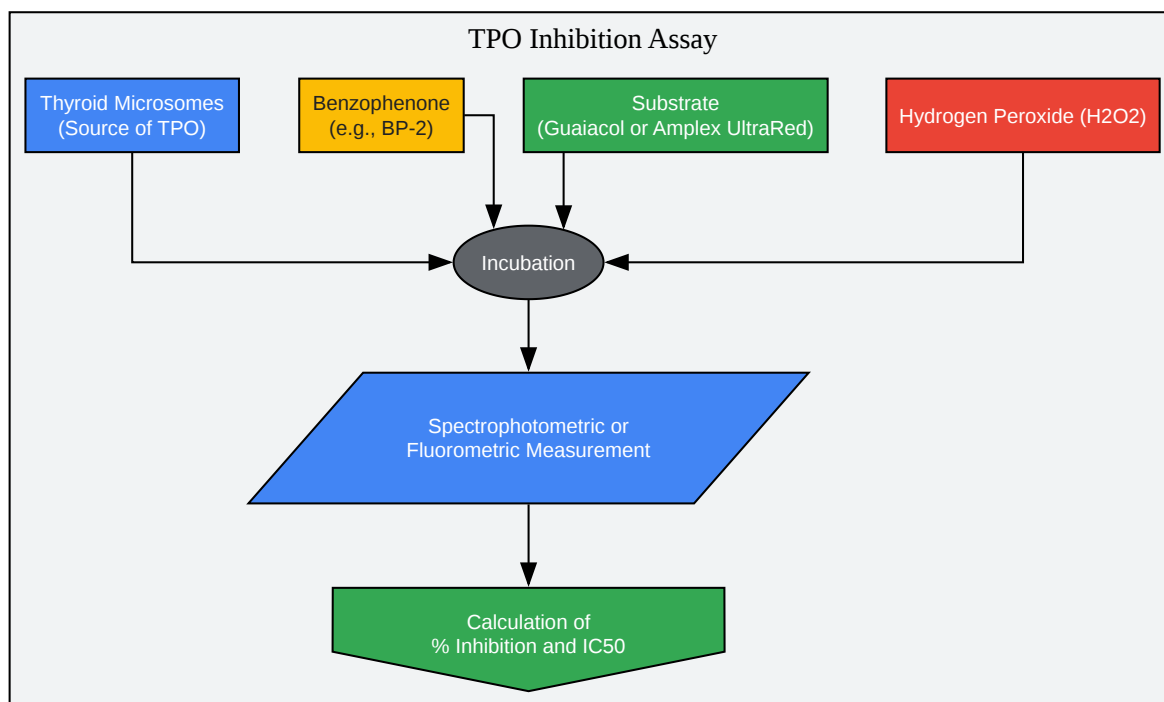 TPO Inhibition Assay
Thyroid Microsomes
(Source of TPO)
Benzophenone
(e.g., BP-2)
Substrate
(Guaiacol or Amplex UltraRed)
Hydrogen Peroxide (H2O2)
Incubation
Spectrophotometric or
Fluorometric Measurement
Calculation of
% Inhibition and IC50